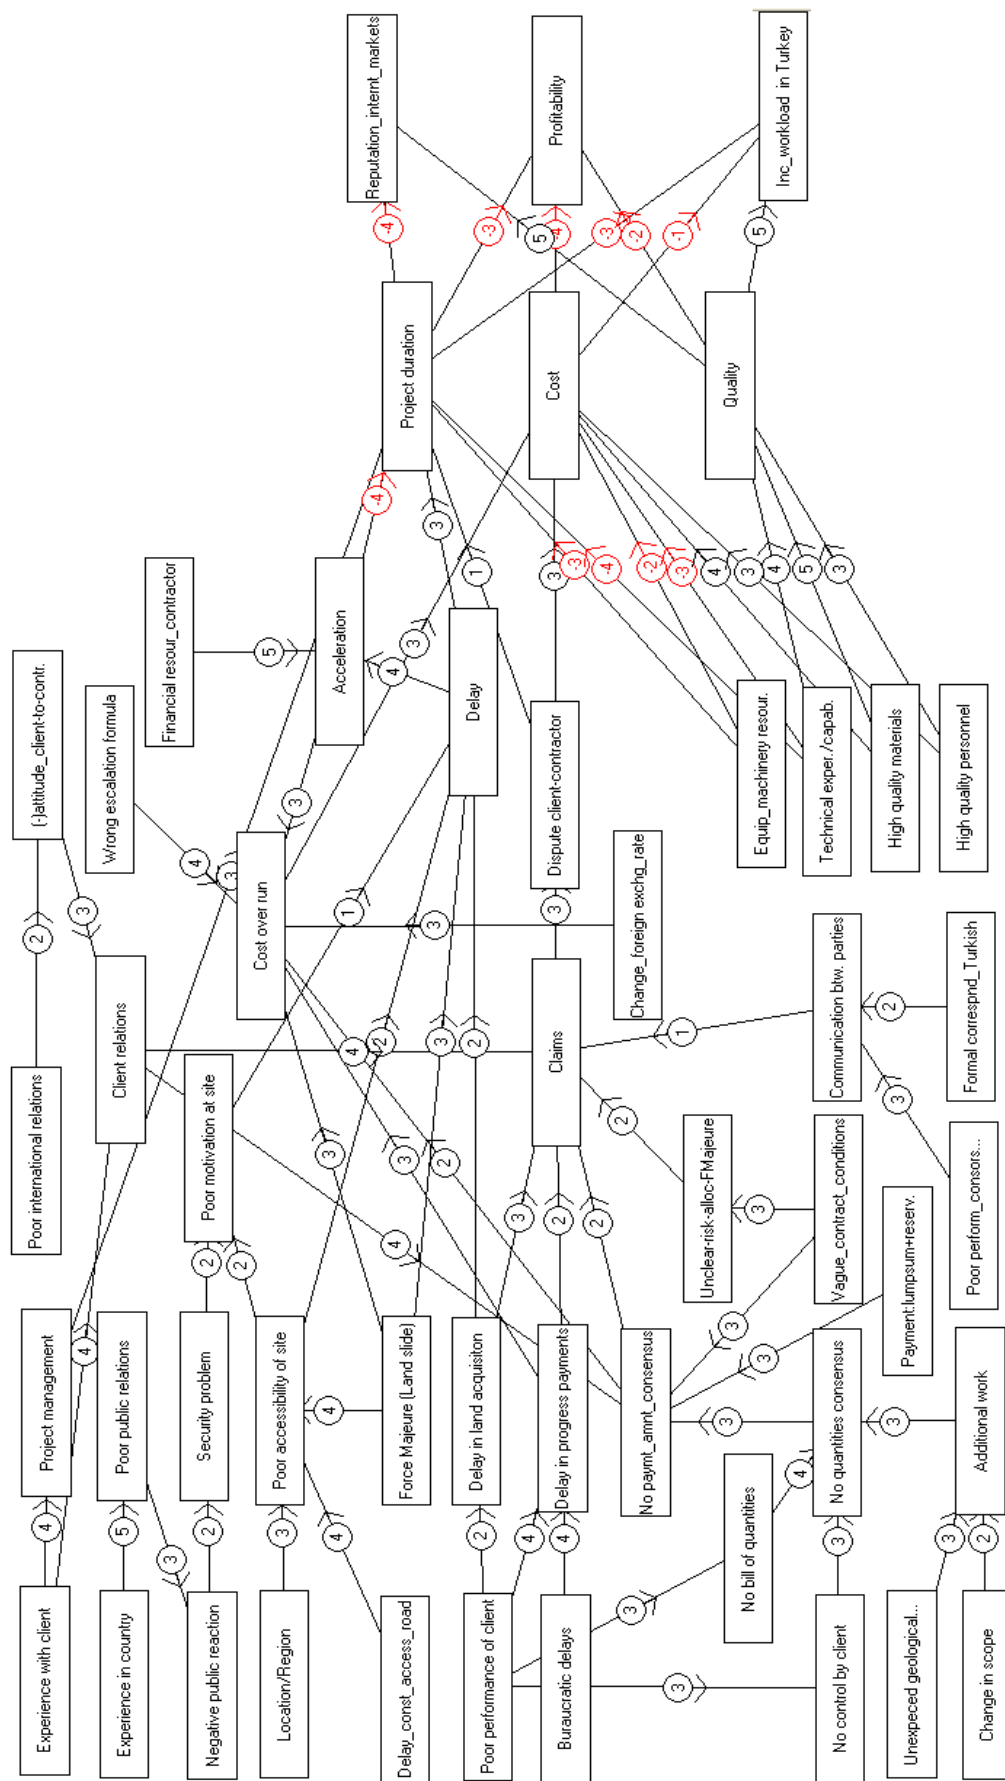 Experience with client
Experience in country
Negative public reaction
Location/Region
Delay_const_access_road
Poor performance of client
Buraucratic delays
No control by client
Unexpeced geological...
Change in scope
4
5
3
2
3
4
2
4
4
3
3
3
3
2
Project management
Poor public relations
Security problem
Poor accessibility of site
Force Majeure (Land slide)
Delay in land acquisiton
Delay in progress payments
No paymt_amnt_consensus
No bill of quantities
No quantities consensus
Additional work
4
2
2
4
3
4
3
2
3
2
2
3
3
3
4
3
Poor international relations
Client relations
Poor motivation at site
Claims
Unclear-risk-alloc-FMajeure
Vague_contract_conditions
Payment:lumpsum+reserv.
Communication btw. parties
Poor perform_consors...
Formal correspnd_Turkish
2
3
4
3
1
4
2
3
3
2
3
2
1
3
3
2
(-)attitude_client-to-contr.
Wrong escalation formula
Cost over run
Dispute client-contractor
Change_foreign exchg_rate
3
5
4
3
Financial resour_contractor
Acceleration
Delay
Equip_machinery resour.
Technical exper./capab.
High quality materials
High quality personnel
-4
3
1
3
-3
-4
-2
-3
4
3
4
5
3
Project duration
Cost
Quality
-4
-3
5
-4
-3
-2
-1
5
Reputation_internt_markets
Profitability
Inc_workload in Turkey